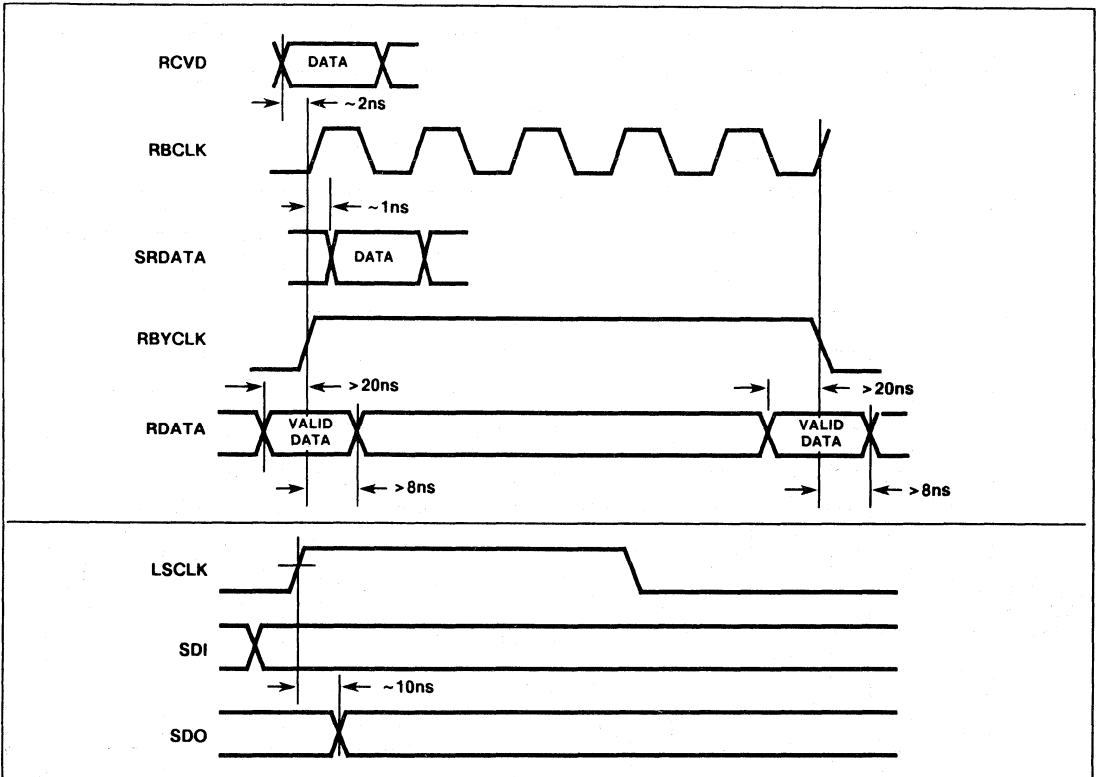 RCVD
DATA
~2ns
RBCLK
~1ns
SRDATA
DATA
RBYCLK
>20ns
>20ns
RDATA
VALID
DATA
VALID
DATA
>8ns
>8ns
LSCLK
SDI
~10ns
SDO